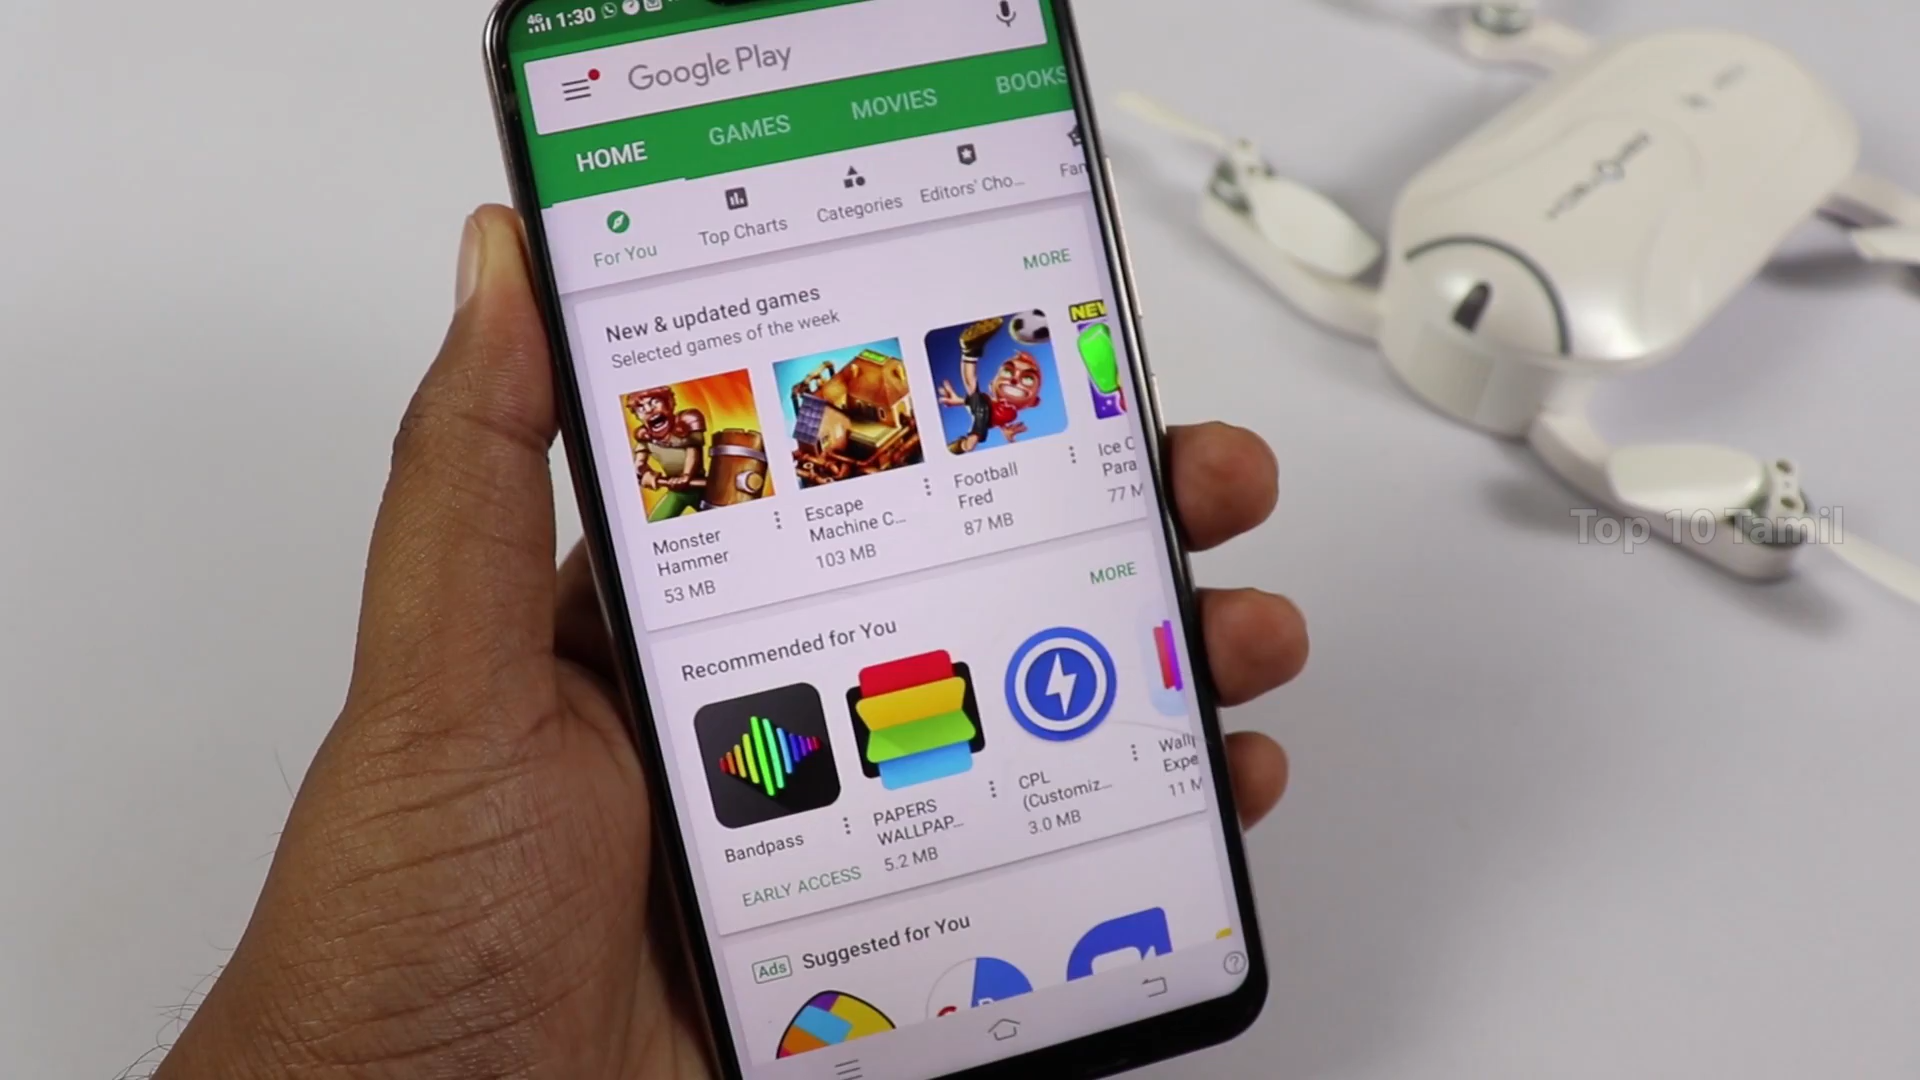 4G 1:30
Google Play
HOME GAMES MOVIES BOOKS
For You Top Charts Categories Editors' Cho... Fam
MORE
New & updated games
Selected games of the week
NEW
Monster
Hammer
53 MB
Escape
Machine C...
103 MB
Football
Fred
87 MB
Ice C
Para
77 M
MORE
Recommended for You
Bandpass
EARLY ACCESS
PAPERS
WALLPAP...
5.2 MB
CPL
(Customiz...
3.0 MB
Wallp
Expe
11 M
Ads Suggested for You
Top 10 Tamil